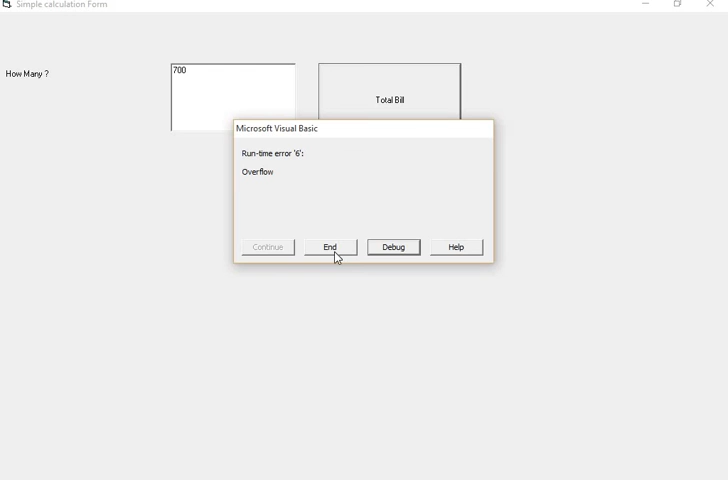 Simple calculation Form
How Many ?
700
Total Bill
Microsoft Visual Basic
Run-time error '6':
Overflow
Continue
End
Debug
Help